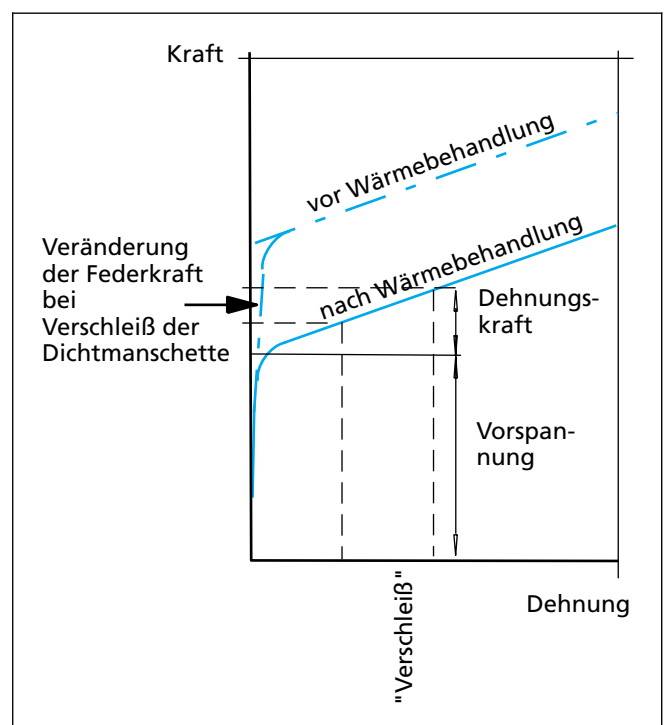 Kraft
vor Wärmebehandlung
nach Wärmebehandlung
Veränderung
der Federkraft
bei
Verschleiß der
Dichtmanschette
Dehnungs-
kraft
Vorspan-
nung
"Verschleiß"
Dehnung